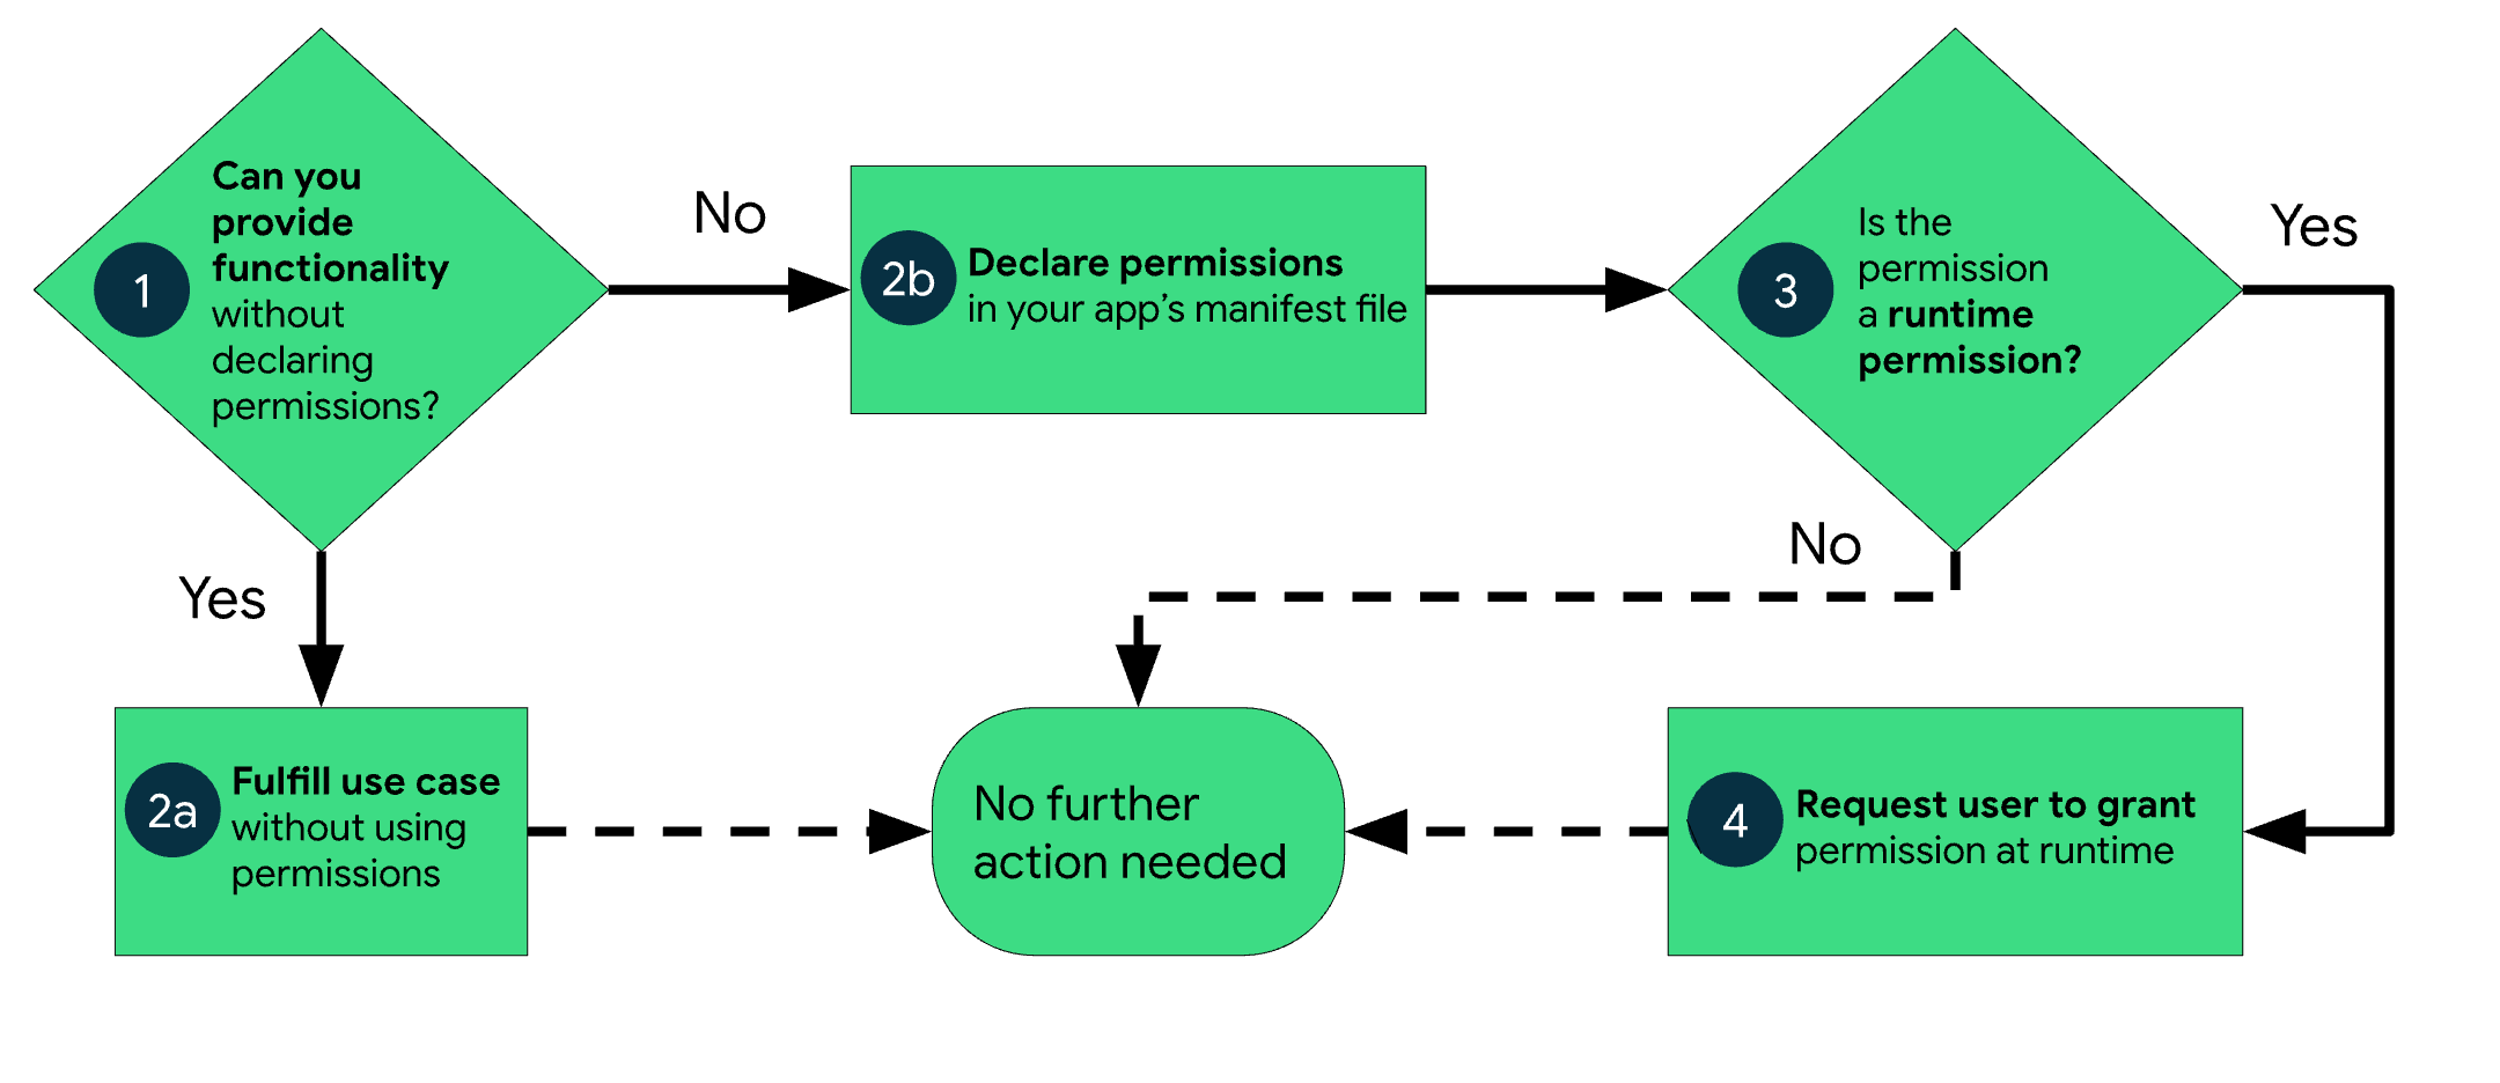 1
Can you
provide
functionality
without
declaring
permissions?
No
2b
Declare permissions
in your app’s manifest file
3
Is the
permission
a runtime
permission?
Yes
No
Yes
2a
Fulfill use case
without using
permissions
No further
action needed
4
Request user to grant
permission at runtime